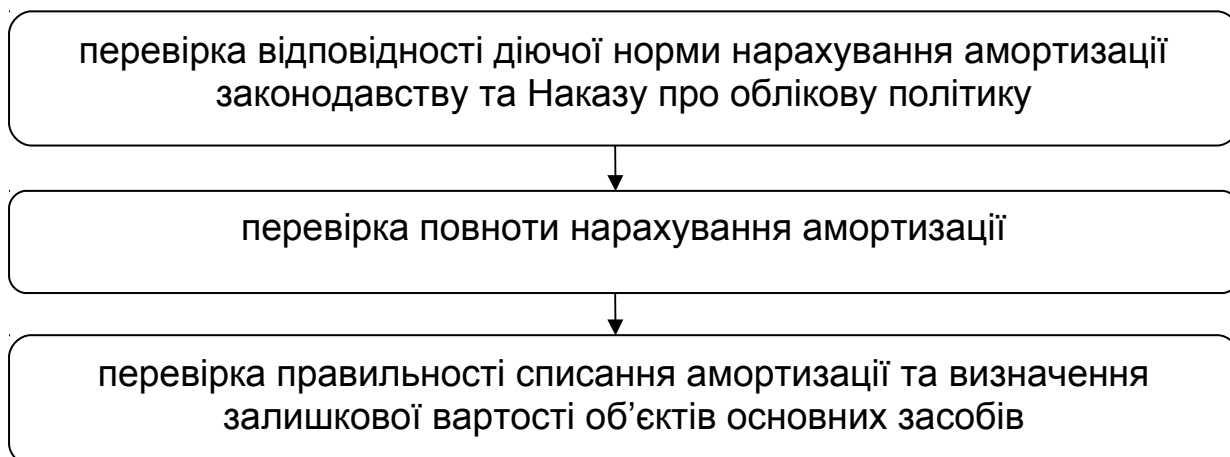 перевірка відповідності діючої норми нарахування амортизації
законодавству та Наказу про облікову політику
перевірка повноти нарахування амортизації
перевірка правильності списання амортизації та визначення
залишкової вартості об’єктів основних засобів